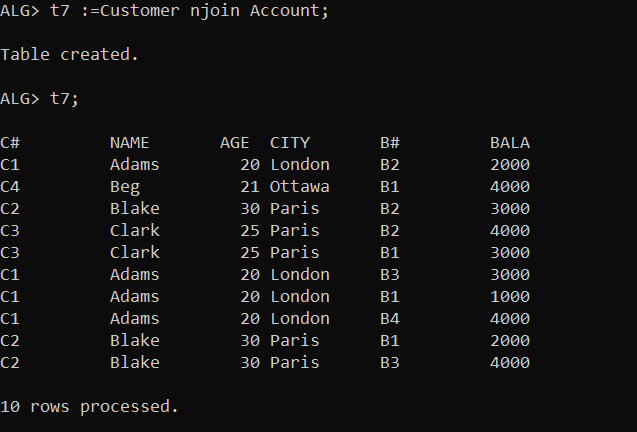 ALG> t7 :=Customer njoin Account;
Table created.
ALG> t7;
C# NAME AGE CITY B# BALA
C1 Adams 20 London B2 2000
C4 Beg 21 Ottawa B1 4000
C2 Blake 30 Paris B2 3000
C3 Clark 25 Paris B2 4000
C3 Clark 25 Paris B1 3000
C1 Adams 20 London B3 3000
C1 Adams 20 London B1 1000
C1 Adams 20 London B4 4000
C2 Blake 30 Paris B1 2000
C2 Blake 30 Paris B3 4000
10 rows processed.